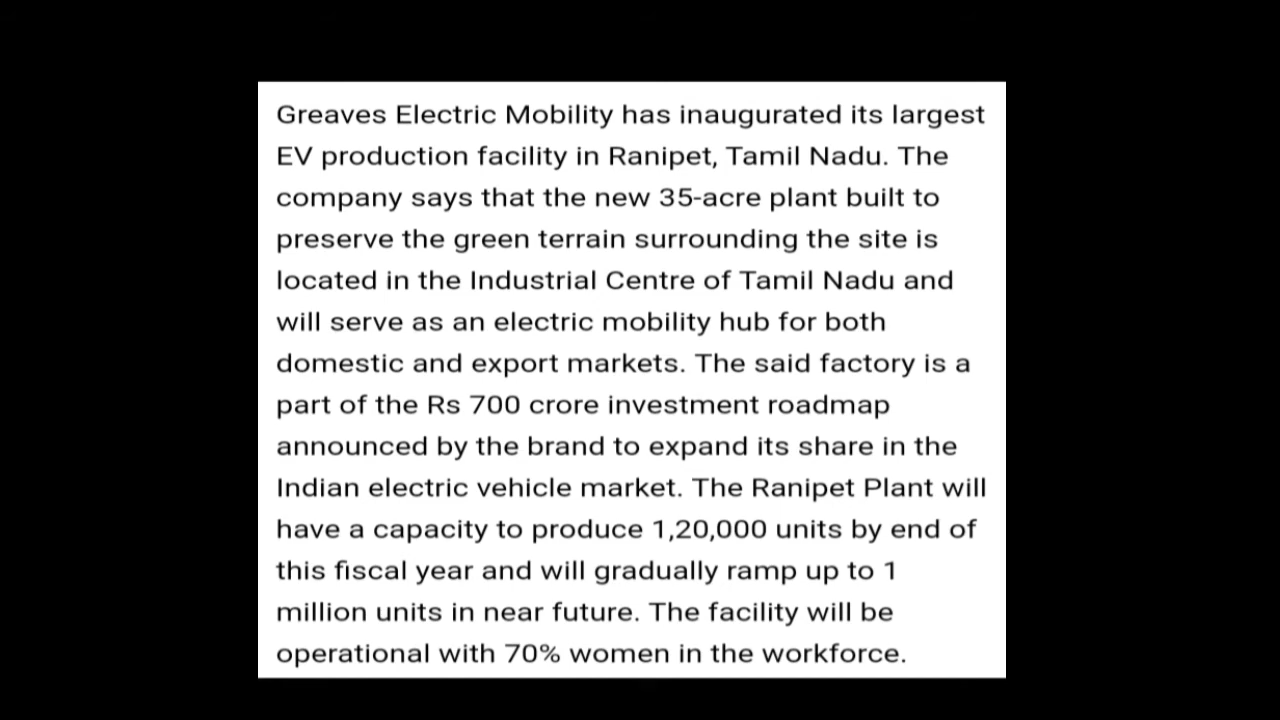 Greaves Electric Mobility has inaugurated its largest
EV production facility in Ranipet, Tamil Nadu. The
company says that the new 35-acre plant built to
preserve the green terrain surrounding the site is
located in the Industrial Centre of Tamil Nadu and
will serve as an electric mobility hub for both
domestic and export markets. The said factory is a
part of the Rs 700 crore investment roadmap
announced by the brand to expand its share in the
Indian electric vehicle market. The Ranipet Plant will
have a capacity to produce 1,20,000 units by end of
this fiscal year and will gradually ramp up to 1
million units in near future. The facility will be
operational with 70% women in the workforce.